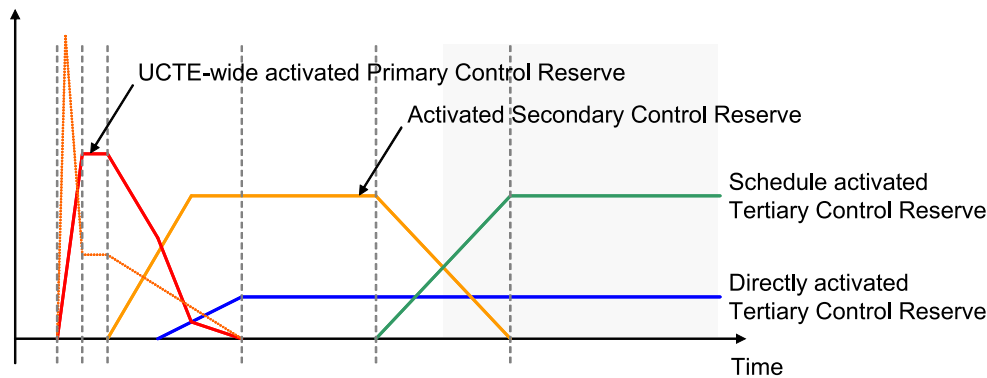 UCTE-wide activated Primary Control Reserve
Activated Secondary Control Reserve
Schedule activated
Tertiary Control Reserve
Directly activated
Tertiary Control Reserve
Time